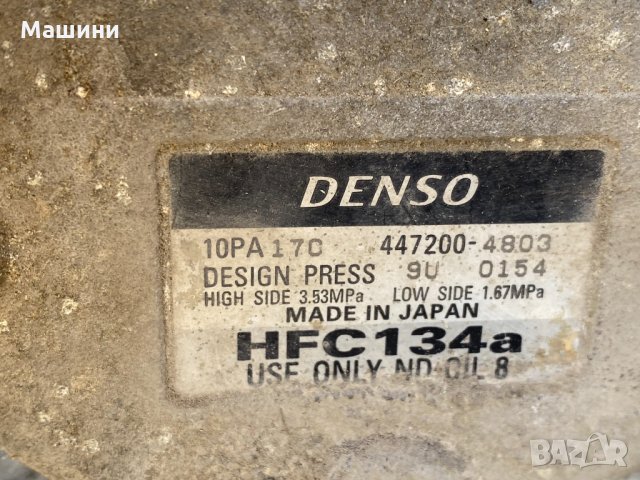 Машини
DENSO
10PA17C 447200-4803
DESIGN PRESS 9U 0154
HIGH SIDE 3.53MPa LOW SIDE 1.67MPa
MADE IN JAPAN
HFC134a
USE ONLY ND OIL 8
BAZAR